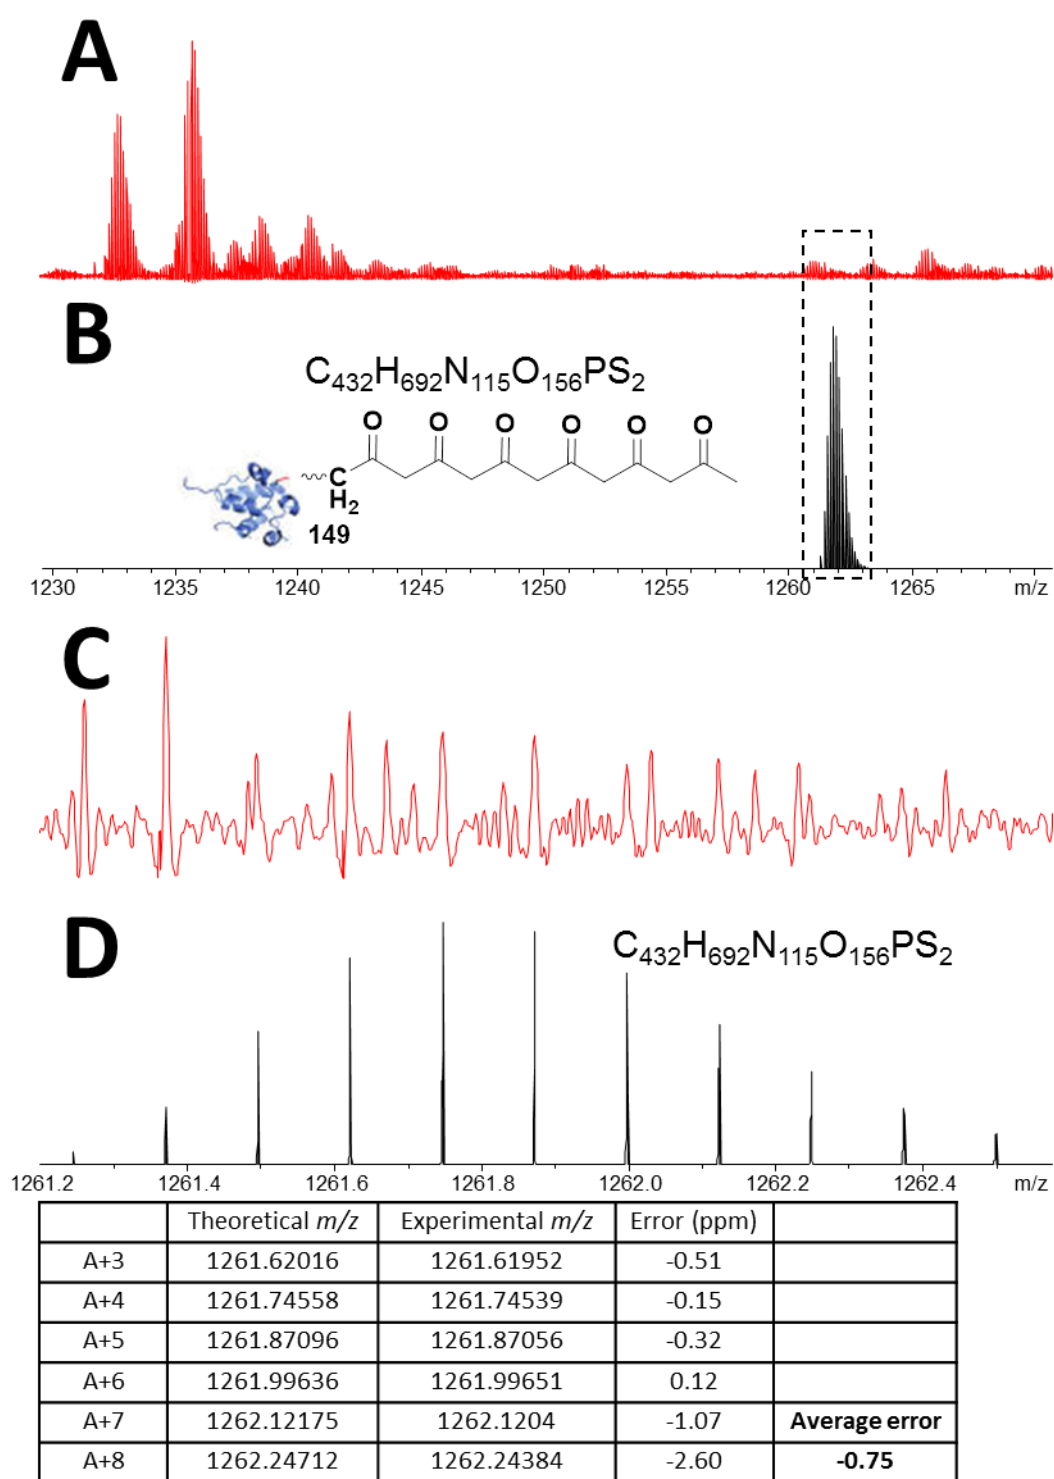 A
B
C432H692N115O156PS2
O O O O O O
C
H2
149
1230 1235 1240 1245 1250 1255 1260 1265 m/z
C
D
C432H692N115O156PS2
1261.2 1261.4 1261.6 1261.8 1262.0 1262.2 1262.4 m/z
Theoretical m/z Experimental m/z Error (ppm)
A+3 1261.62016 1261.61952 -0.51
A+4 1261.74558 1261.74539 -0.15
A+5 1261.87096 1261.87056 -0.32
A+6 1261.99636 1261.99651 0.12
A+7 1262.12175 1262.1204 -1.07 Average error
A+8 1262.24712 1262.24384 -2.60 -0.75